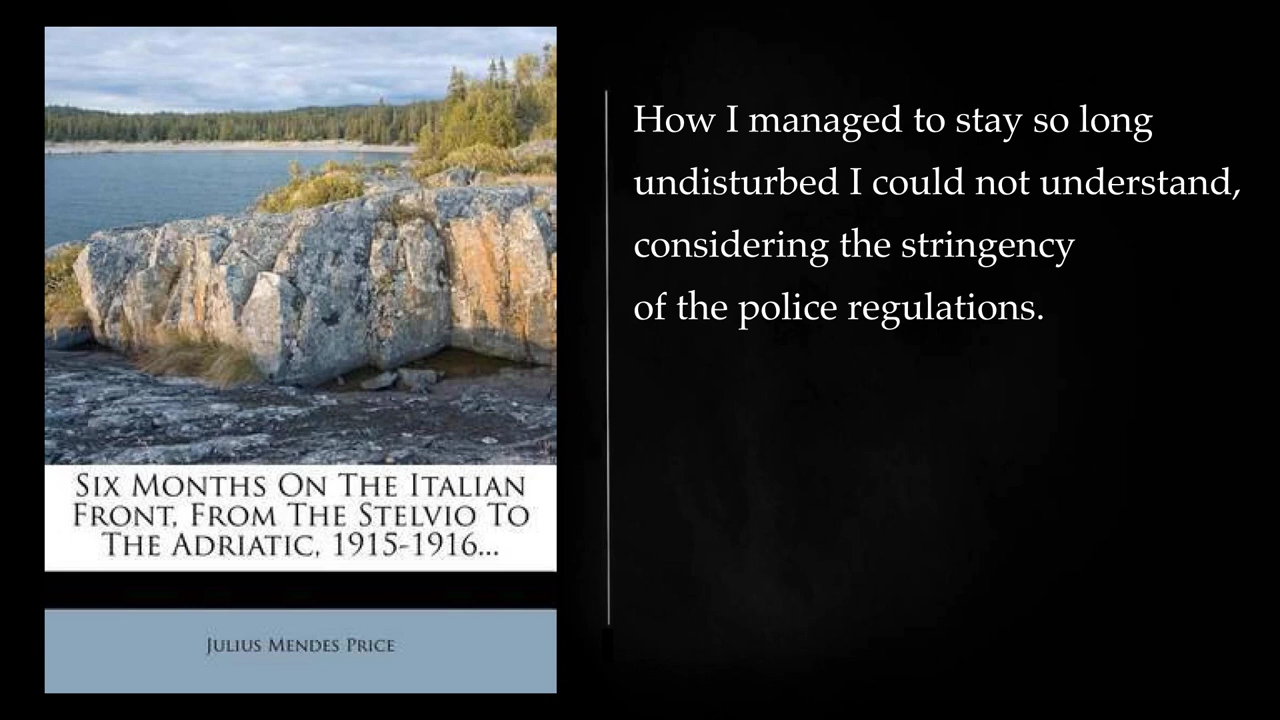 Six Months On The Italian
Front, From The Stelvio To
The Adriatic, 1915-1916...
Julius Mendes Price
How I managed to stay so long
undisturbed I could not understand,
considering the stringency
of the police regulations.